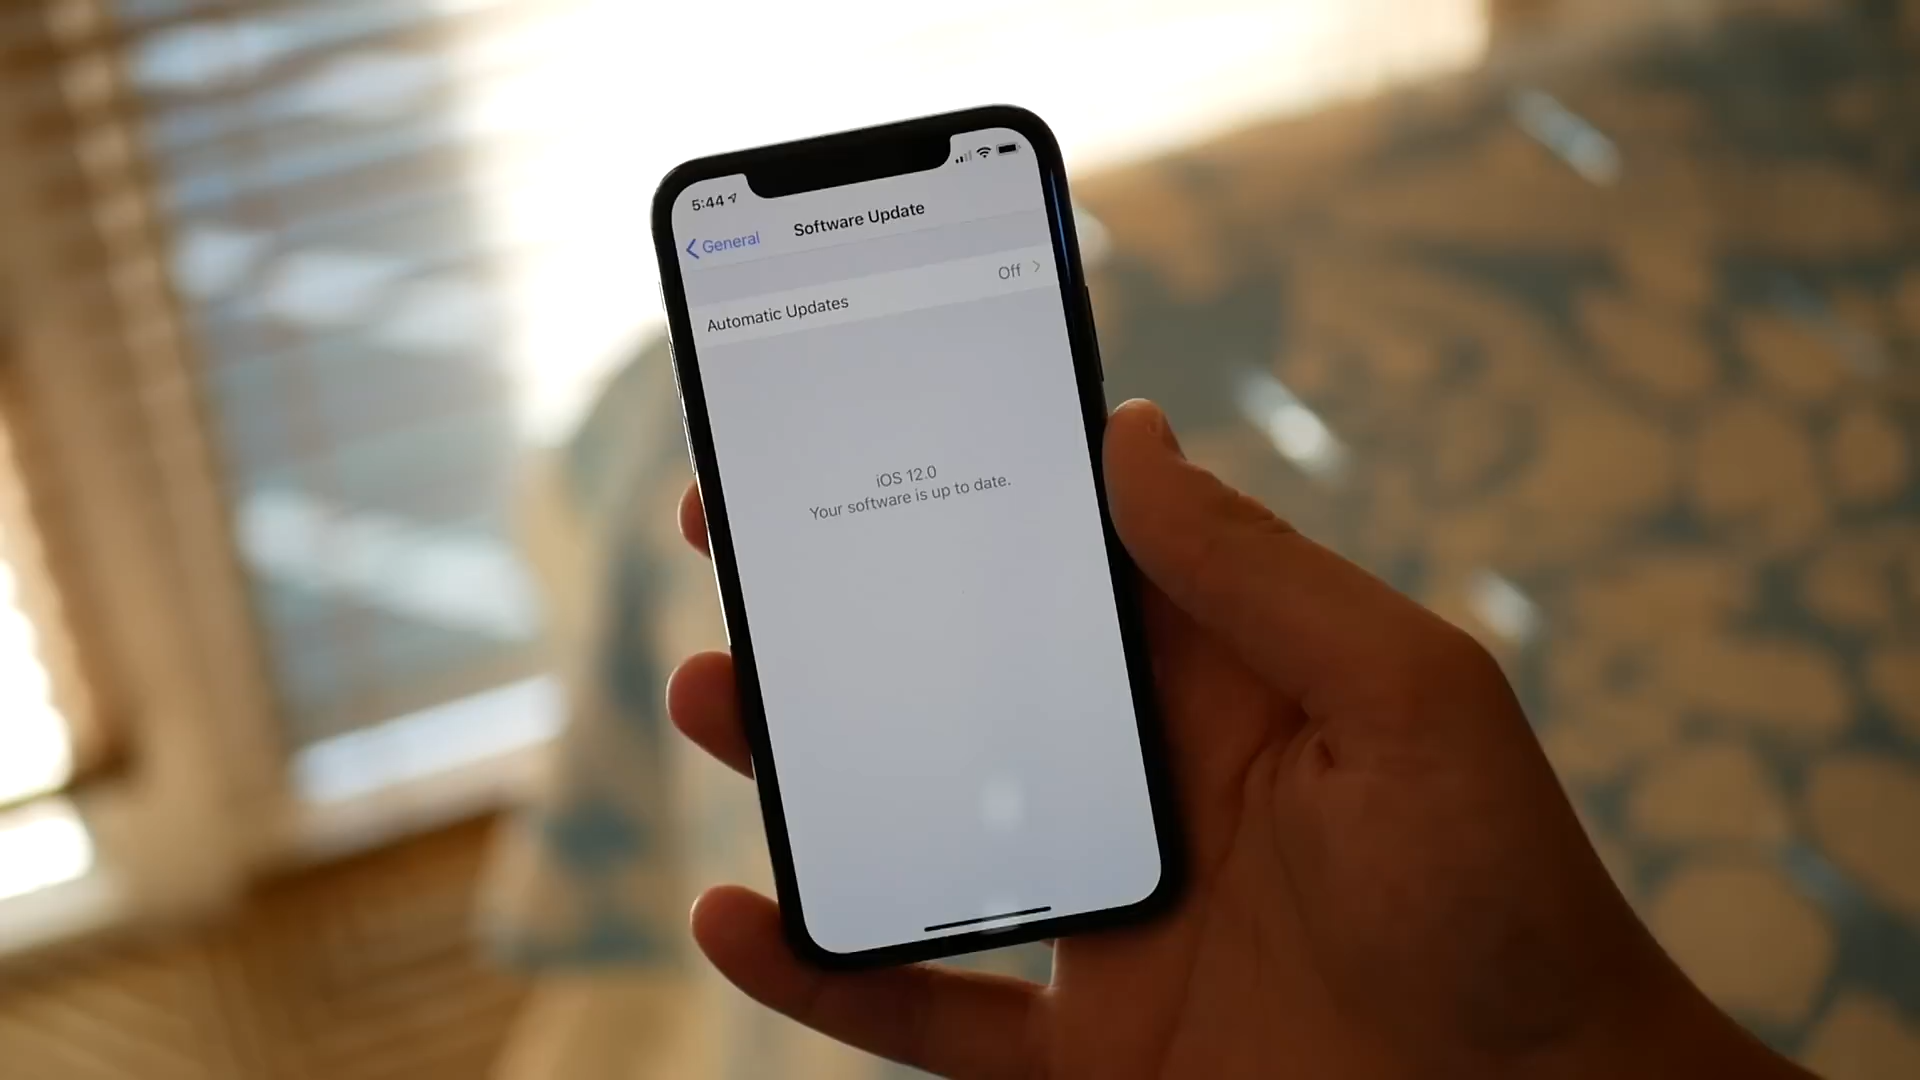 5:44
General
Software Update
Automatic Updates
Off
iOS 12.0
Your software is up to date.